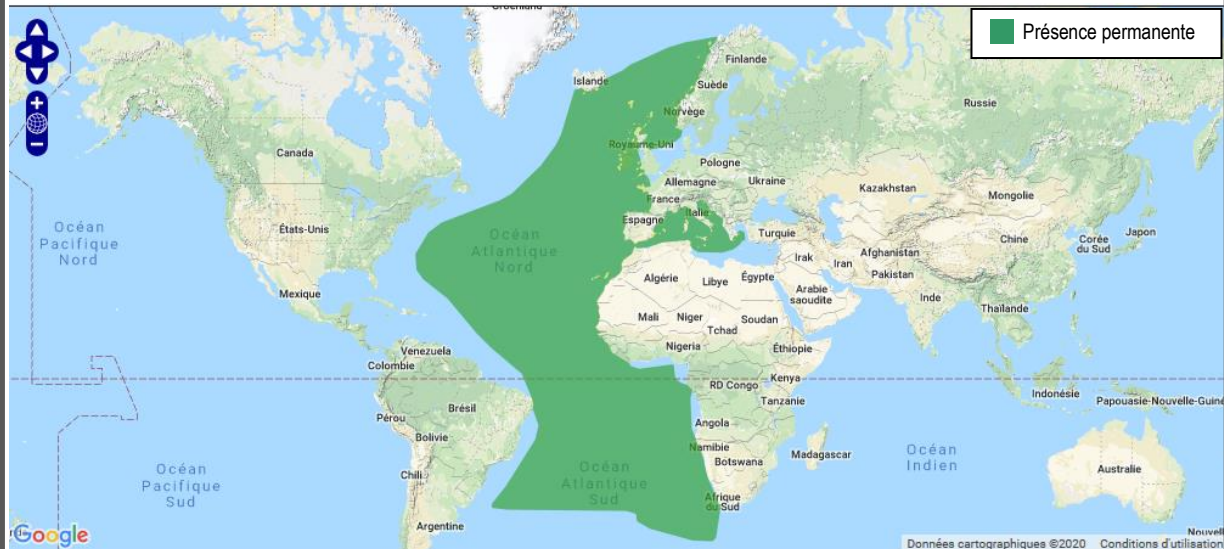 Groenland
Présence permanente
Finlande
Islande
Suède
Russie
Norvège
Canada
Royaume-Uni
Pologne
Allemagne
Ukraine
Kazakhstan
Mongolie
France
Italie
Espagne
Océan
Pacifique
Nord
États-Unis
Océan
Atlantique
Nord
Turquie
Chine
Corée
du Sud
Japon
Irak
Iran
Afghanistan
Pakistan
Algérie
Libye
Égypte
Arabie
saoudite
Inde
Mexique
Thaïlande
Mali
Niger
Tchad
Soudan
Nigeria
Éthiopie
Venezuela
Colombie
Kenya
RD Congo
Tanzanie
Indonésie
Papouasie-Nouvelle-Guiné
Pérou
Brésil
Angola
Bolivie
Namibie
Botswana
Madagascar
Océan
Indien
Océan
Pacifique
Sud
Chili
Océan
Atlantique
Sud
Australie
Afrique
du Sud
Argentine
Google
Nouvell
Données cartographiques ©2020
Conditions d'utilisation